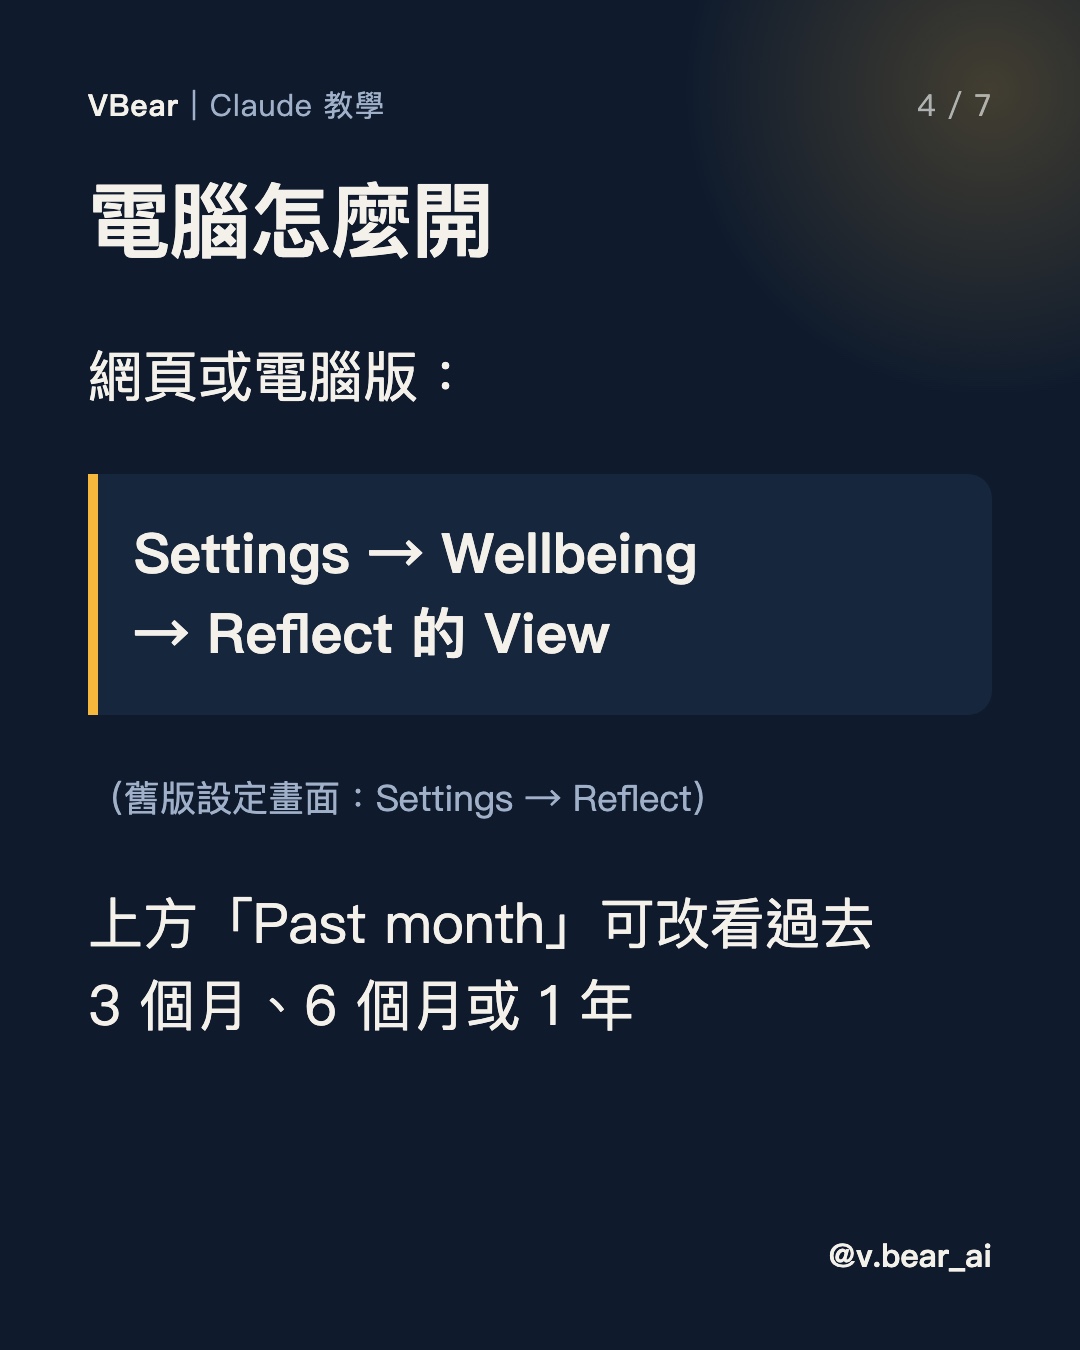 VBear | Claude 教學
4 / 7
電腦怎麼開
網頁或電腦版：
Settings → Wellbeing
→ Reflect 的 View
（舊版設定畫面：Settings → Reflect）
上方「Past month」可改看過去
3 個月、6 個月或 1 年
@v.bear_ai